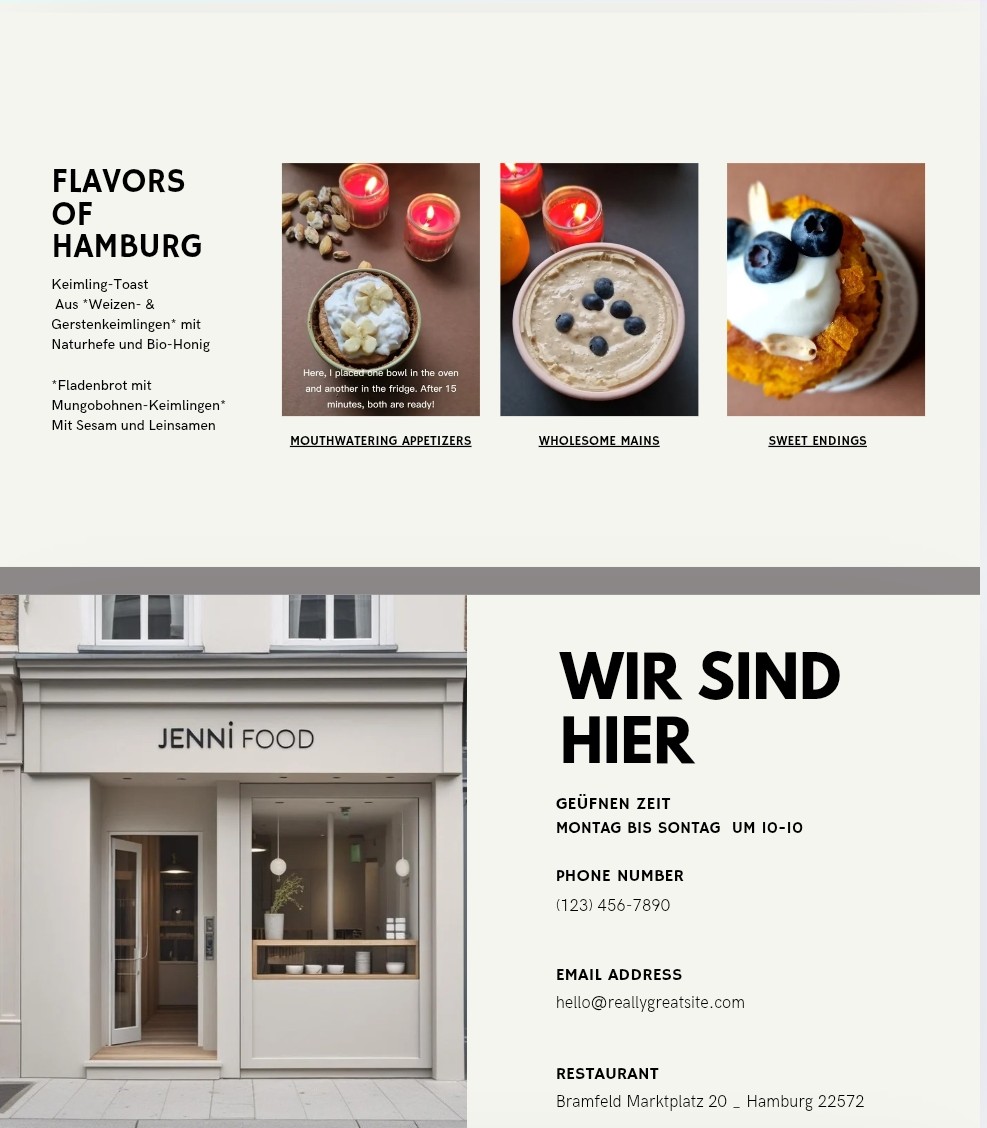 FLAVORS
OF
HAMBURG
Keimling-Toast
Aus *Weizen- &
Gerstenkeimlingen* mit
Naturhefe und Bio-Honig
*Fladenbrot mit
Mungobohnen-Keimlingen*
Mit Sesam und Leinsamen
Here, I placed one bowl in the oven
and another in the fridge. After 15
minutes, both are ready!
MOUTHWATERING APPETIZERS
WHOLESOME MAINS
SWEET ENDINGS
JENNi FOOD
WIR SIND
HIER
GEÜFNEN ZEIT
MONTAG BIS SONTAG UM 10-10
PHONE NUMBER
(123) 456-7890
EMAIL ADDRESS
hello@reallygreatsite.com
RESTAURANT
Bramfeld Marktplatz 20 _ Hamburg 22572